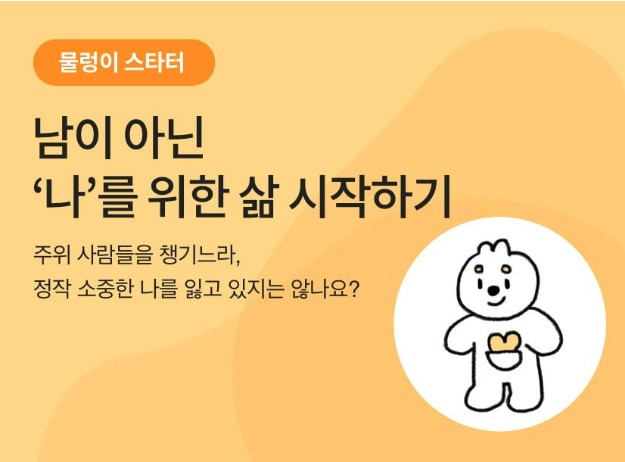 물렁이 스타터
남이 아닌
‘나’를 위한 삶 시작하기
주위 사람들을 챙기느라,
정작 소중한 나를 잃고 있지는 않나요?